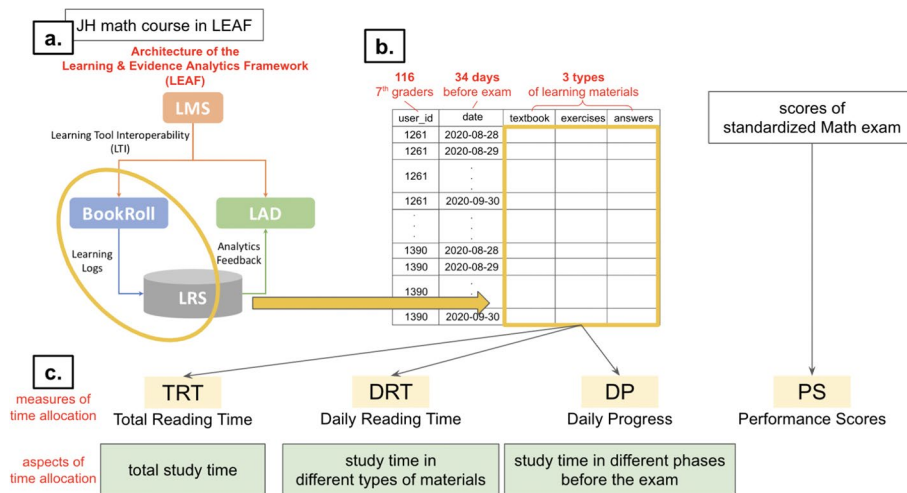 a.
JH math course in LEAF
Architecture of the
Learning & Evidence Analytics Framework
(LEAF)
LMS
Learning Tool Interoperability
(LTI)
BookRoll
LAD
Learning
Logs
Analytics
Feedback
LRS
b.
116
7th graders
34 days
before exam
3 types
of learning materials
user_id date textbook exercises answers
1261 2020-08-28
1261 2020-08-29
1261 . . .
1261 2020-09-30
. . . . . .
1390 2020-08-28
1390 2020-08-29
1390 . .
1390 2020-09-30
scores of
standardized Math exam
c.
measures of
time allocation
TRT
Total Reading Time
DRT
Daily Reading Time
DP
Daily Progress
PS
Performance Scores
aspects of
time allocation
total study time
study time in
different types of materials
study time in different phases
before the exam